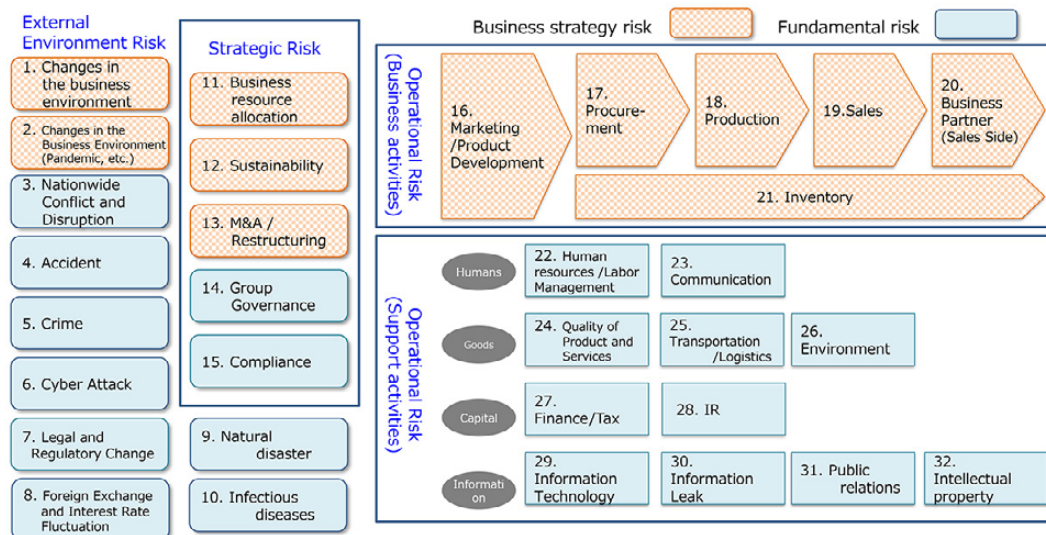 External
Environment Risk
1. Changes in
the business
environment
2. Changes in the
Business Environment
(Pandemic, etc.)
3. Nationwide
Conflict and
Disruption
4. Accident
5. Crime
6. Cyber Attack
7. Legal and
Regulatory Change
8. Foreign Exchange
and Interest Rate
Fluctuation
Strategic Risk
11. Business
resource
allocation
12. Sustainability
13. M&A /
Restructuring
14. Group
Governance
15. Compliance
9. Natural
disaster
10. Infectious
diseases
Business strategy risk
Fundamental risk
Operational Risk
(Business activities)
16.
Marketing
/Product
Development
17.
Procure-
ment
18.
Production
19.Sales
20.
Business
Partner
(Sales Side)
21. Inventory
Operational Risk
(Support activities)
Humans
22. Human
resources /Labor
Management
23.
Communication
Goods
24. Quality of
Product and
Services
25.
Transportation
/Logistics
26.
Environment
Capital
27.
Finance/Tax
28. IR
Informati
on
29.
Information
Technology
30.
Information
Leak
31. Public
relations
32.
Intellectual
property